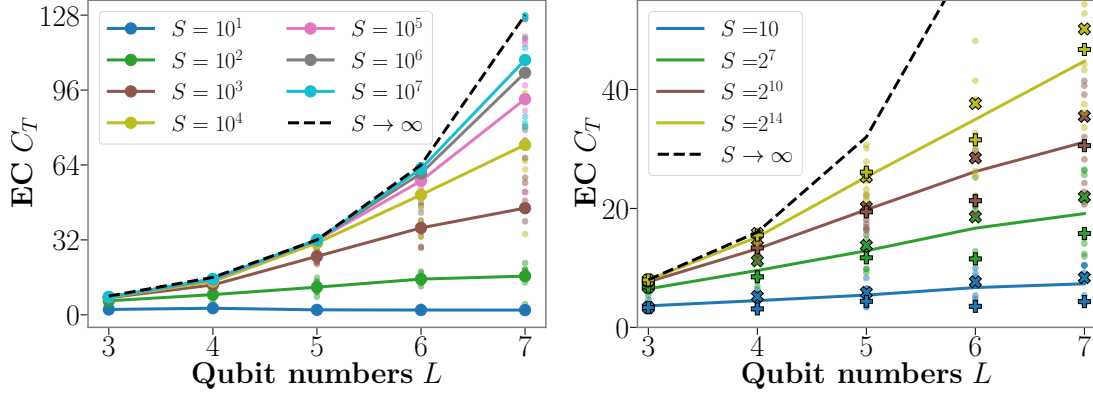 128
96
64
32
0
EC $C_T$
$S = 10^1$
$S = 10^2$
$S = 10^3$
$S = 10^4$
$S = 10^5$
$S = 10^6$
$S = 10^7$
$S \to \infty$
3 4 5 6 7
Qubit numbers $L$
40
20
0
EC $C_T$
$S = 10$
$S = 2^7$
$S = 2^{10}$
$S = 2^{14}$
$S \to \infty$
3 4 5 6 7
Qubit numbers $L$